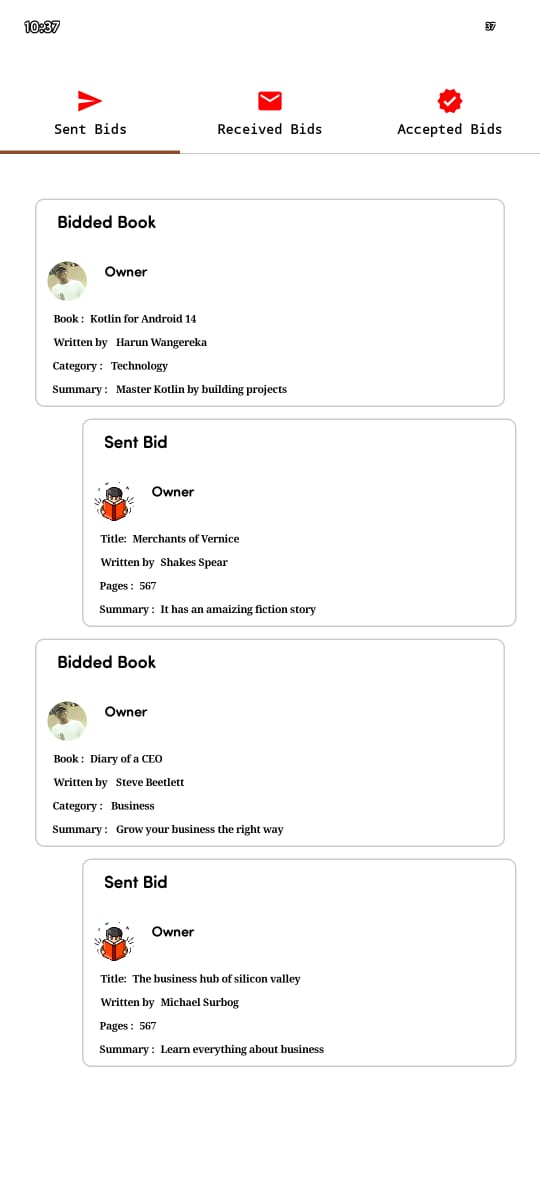 10:37
37
Sent Bids
Received Bids
Accepted Bids
Bidded Book
Owner
Book : Kotlin for Android 14
Written by Harun Wangereka
Category : Technology
Summary : Master Kotlin by building projects
Sent Bid
Owner
Title: Merchants of Vernice
Written by Shakes Spear
Pages : 567
Summary : It has an amaizing fiction story
Bidded Book
Owner
Book : Diary of a CEO
Written by Steve Beetlett
Category : Business
Summary : Grow your business the right way
Sent Bid
Owner
Title: The business hub of silicon valley
Written by Michael Surbog
Pages : 567
Summary : Learn everything about business